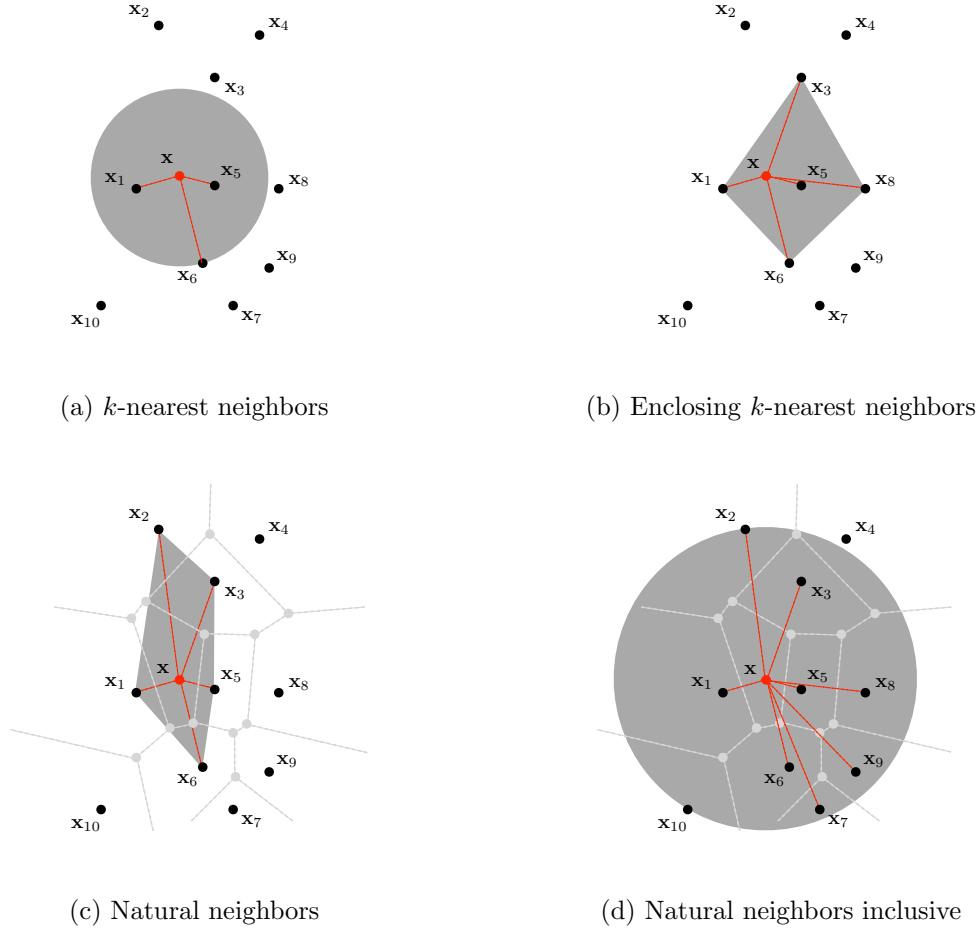 x₂
x₄
x₃
x
x₁
x₅
x₈
x₆
x₉
x₁₀
x₇
(a) k-nearest neighbors
x₂
x₄
x₃
x
x₁
x₅
x₈
x₆
x₉
x₁₀
x₇
(b) Enclosing k-nearest neighbors
x₂
x₄
x₃
x
x₁
x₅
x₈
x₆
x₉
x₁₀
x₇
(c) Natural neighbors
x₂
x₄
x₃
x
x₁
x₅
x₈
x₆
x₉
x₁₀
x₇
(d) Natural neighbors inclusive